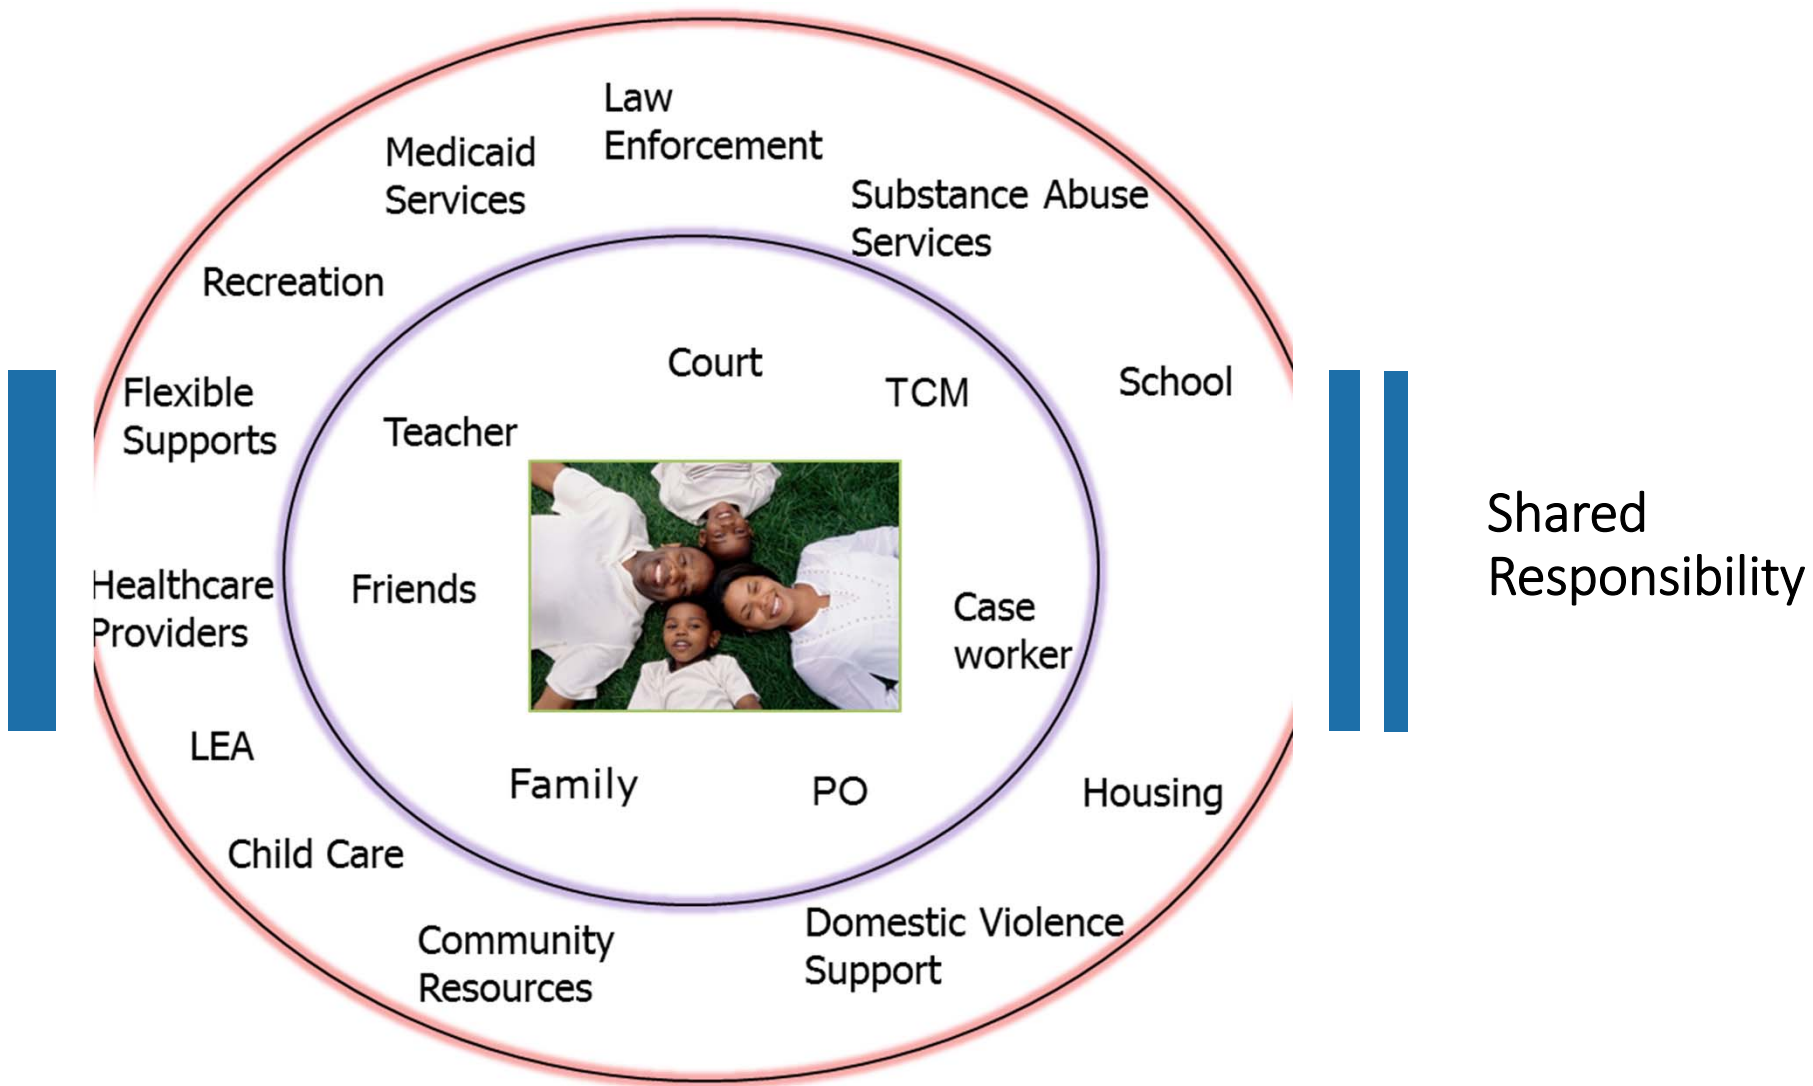 Law
Enforcement
Medicaid
Services
Substance Abuse
Services
Recreation
Court
TCM
School
Flexible
Supports
Teacher
Shared
Responsibility
Healthcare
Providers
Friends
Case
worker
LEA
Family
PO
Housing
Child Care
Community
Resources
Domestic Violence
Support